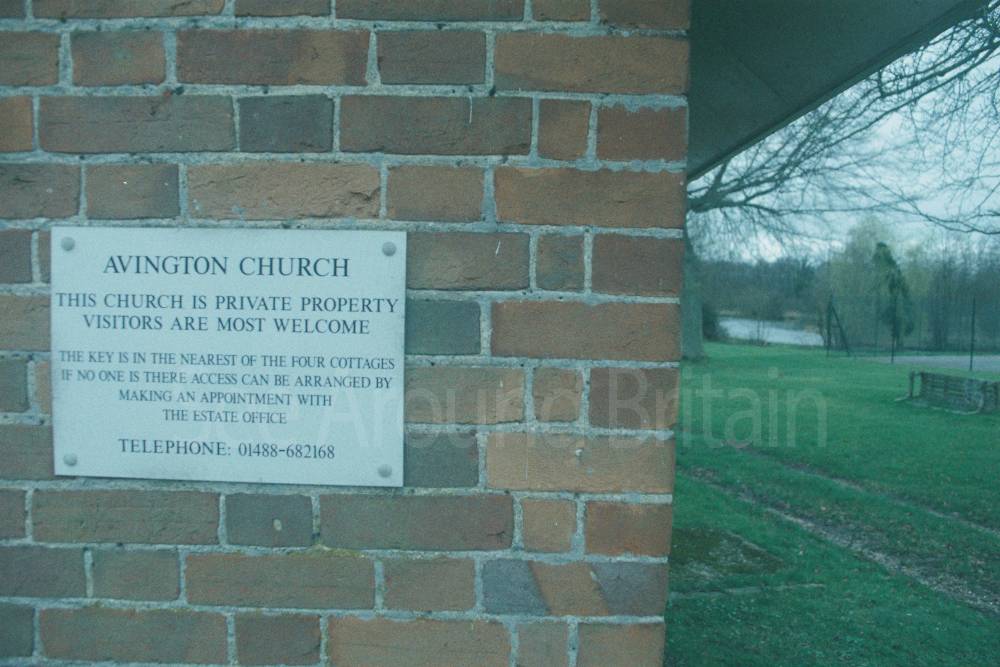 AVINGTON CHURCH
THIS CHURCH IS PRIVATE PROPERTY
VISITORS ARE MOST WELCOME
THE KEY IS IN THE NEAREST OF THE FOUR COTTAGES
IF NO ONE IS THERE ACCESS CAN BE ARRANGED BY
MAKING AN APPOINTMENT WITH
THE ESTATE OFFICE
TELEPHONE: 01488-682168
Around Britain